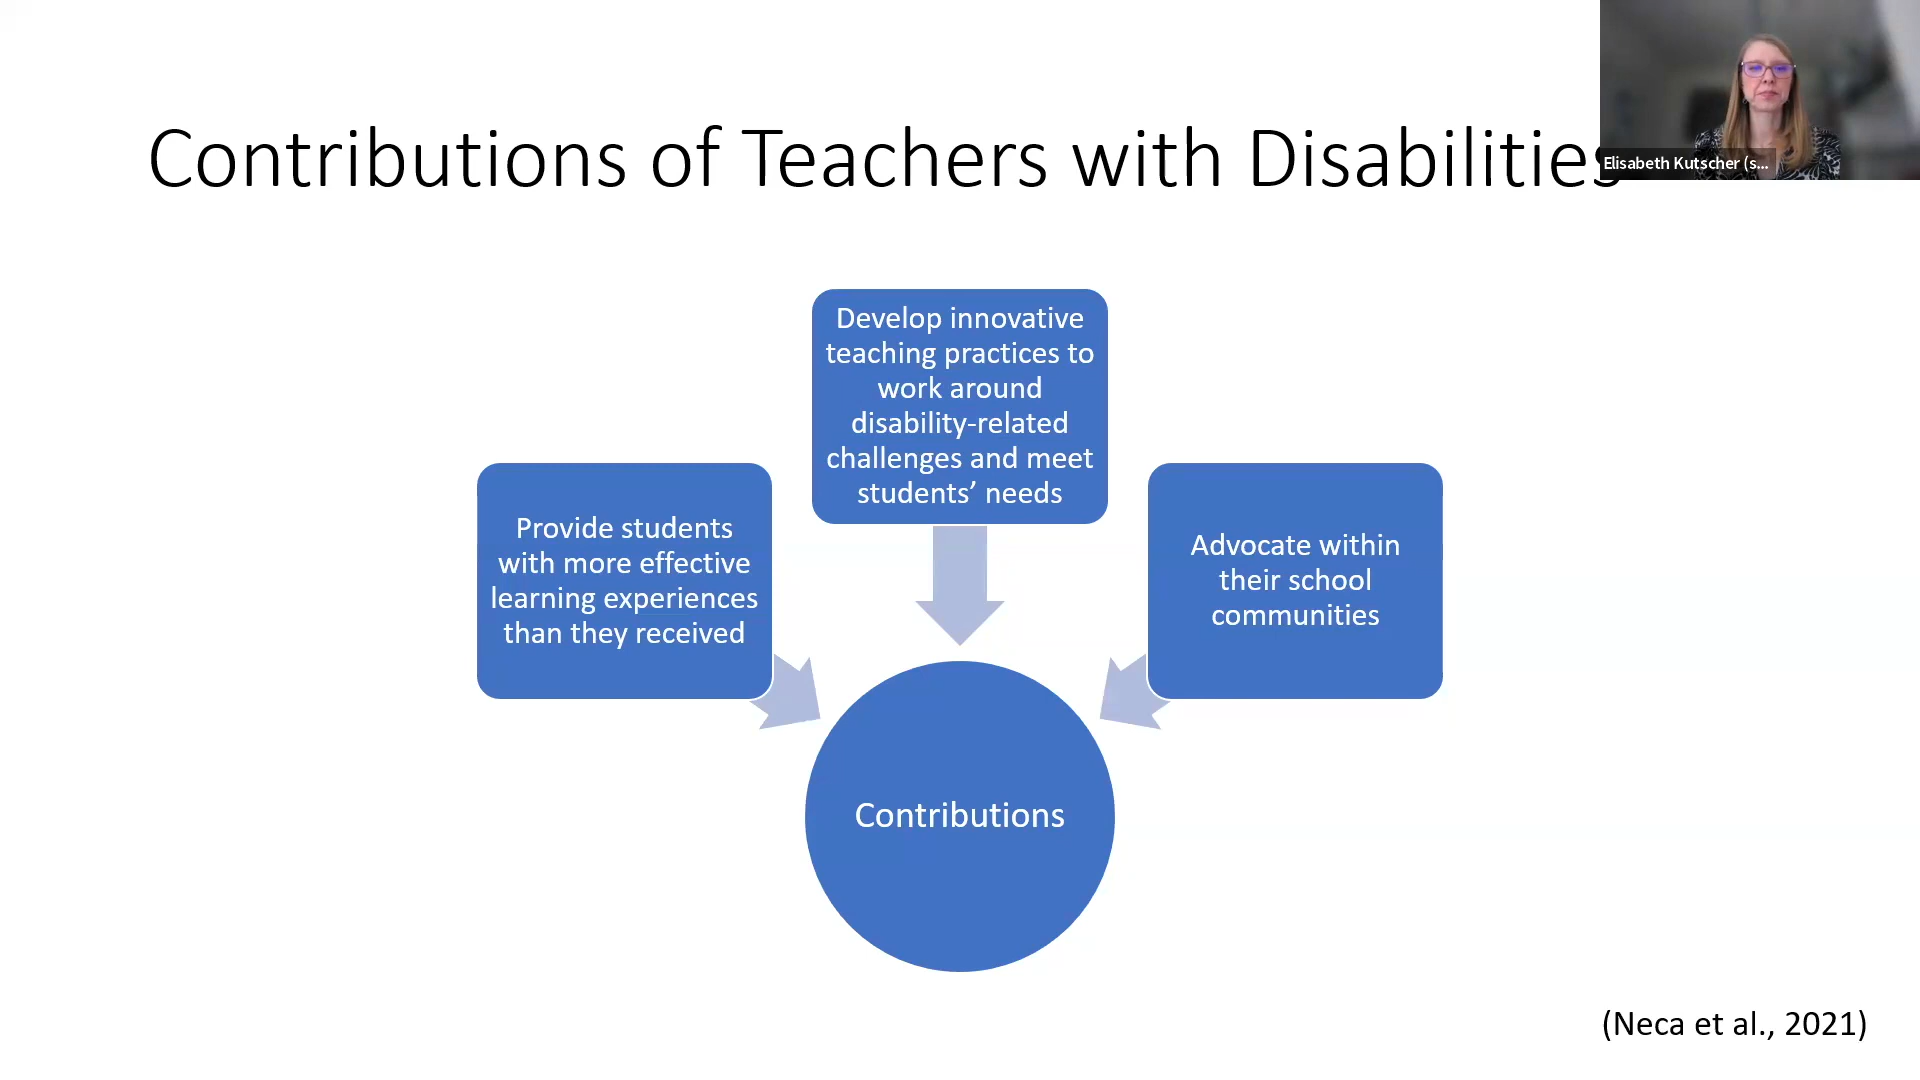 Contributions of Teachers with Disabilities
Elisabeth Kutscher (s...
Develop innovative
teaching practices to
work around
disability-related
challenges and meet
students’ needs
Provide students
with more effective
learning experiences
than they received
Advocate within
their school
communities
Contributions
(Neca et al., 2021)